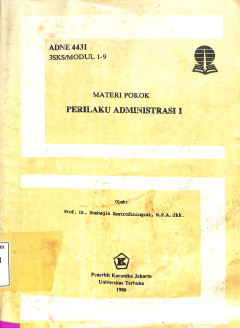 ADNE 4431
3SKS/MODUL 1-9
MATERI POKOK
PERILAKU ADMINISTRASI I
Oleh:
Prof. Dr. Soebagio Sastrodiningrat, M.P.A. dkk.
Penerbit Karunika Jakarta
Universitas Terbuka
1986